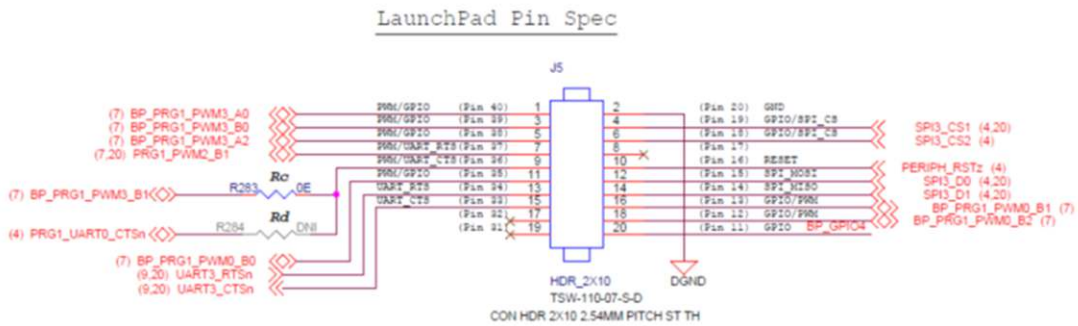 LaunchPad Pin Spec
J5
(7) BP_PRG1_PWM3_A0 PWM/GPIO (Pin 40) 1 2 (Pin 20) GND
(7) BP_PRG1_PWM3_B0 PWM/GPIO (Pin 39) 3 4 (Pin 19) GPIO/SPI_CS SPI3_CS1 (4,20)
(7) BP_PRG1_PWM3_A2 PWM/GPIO (Pin 38) 5 6 (Pin 18) GPIO/SPI_CS SPI3_CS2 (4)
(7,20) PRG1_PWM2_B1 PWM/UART_RTS(Pin 37) 7 8 (Pin 17)
PWM/UART_CTS(Pin 36) 9 10 (Pin 16) RESET PERIPH_RSTz (4)
PWM/GPIO (Pin 35) 11 12 (Pin 15) SPI_MOSI SPI3_D0 (4,20)
UART_RTS (Pin 34) 13 14 (Pin 14) SPI_MISO SPI3_D1 (4,20)
UART_CTS (Pin 33) 15 16 (Pin 13) GPIO/PWM BP_PRG1_PWM0_B1 (7)
(Pin 32) 17 18 (Pin 12) GPIO/PWM BP_PRG1_PWM0_B2 (7)
(Pin 31) 19 20 (Pin 11) GPIO BP_GPIO4
Rc
(7) BP_PRG1_PWM3_B1 R283 0E
Rd
(4) PRG1_UART0_CTSn R284 DNI
(7) BP_PRG1_PWM0_B0
(9,20) UART3_RTSn
(9,20) UART3_CTSn
HDR_2X10 DGND
TSW-110-07-S-D
CON HDR 2X10 2.54MM PITCH ST TH